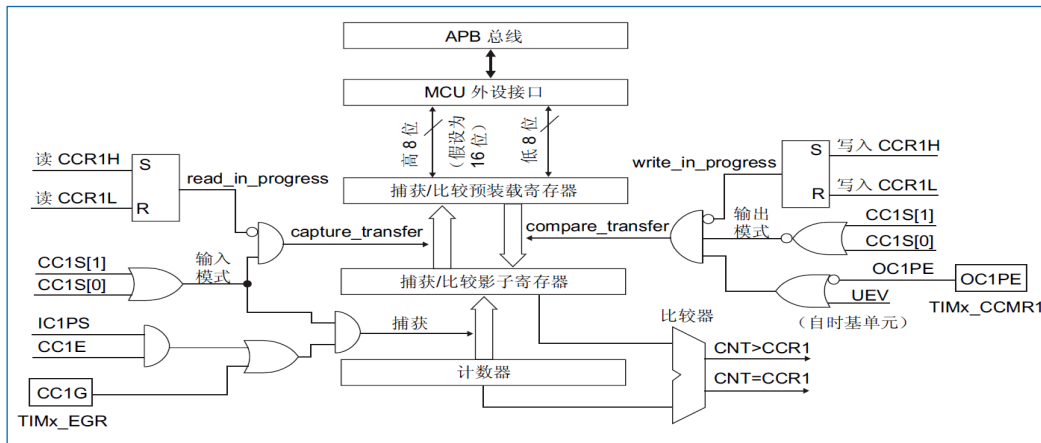 APB 总线
MCU 外设接口
高 8 位
(假设为
16 位)
低 8 位
读 CCR1H
S
read_in_progress
读 CCR1L
R
写入 CCR1H
S
write_in_progress
R
写入 CCR1L
捕获/比较预装载寄存器
CC1S[1]
输出
模式
CC1S[0]
capture_transfer
compare_transfer
CC1S[1]
输入
模式
CC1S[0]
捕获/比较影子寄存器
OC1PE
OC1PE
UEV
TIMx_CCMR1
(自时基单元)
IC1PS
捕获
比较器
CC1E
CNT>CCR1
计数器
CC1G
CNT=CCR1
TIMx_EGR